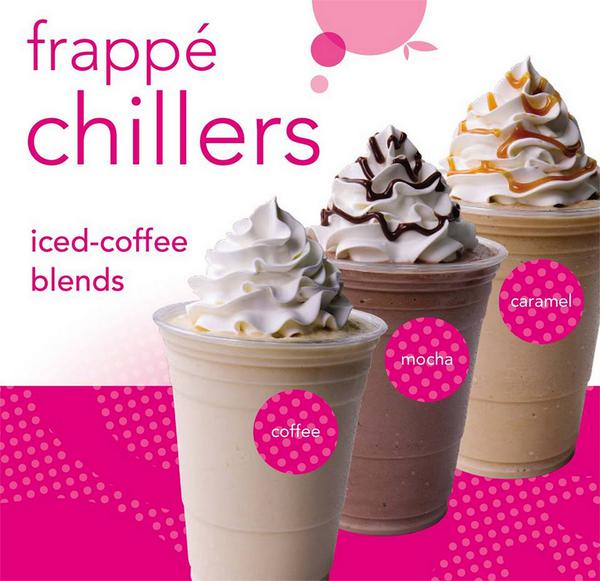 frappé
chillers
iced-coffee
blends
caramel
mocha
coffee